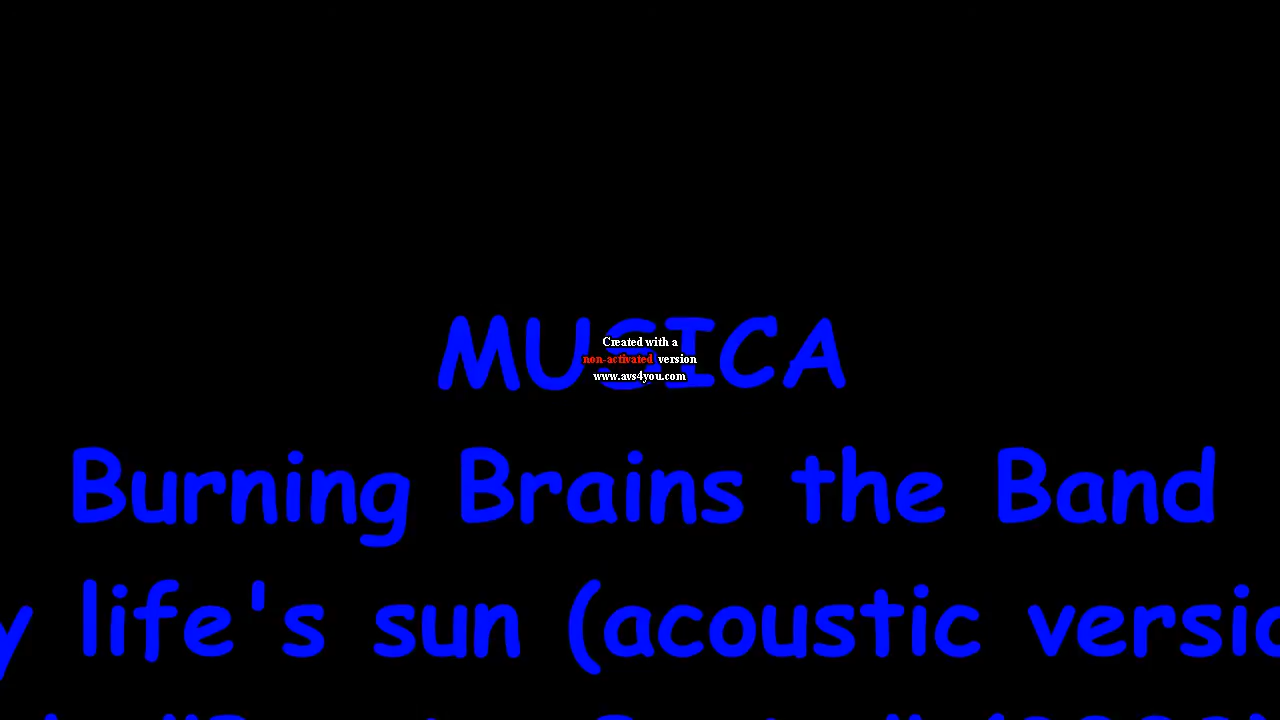 MUSICA
Created with a
non-activated version
www.avs4you.com
Burning Brains the Band
life's sun (acoustic